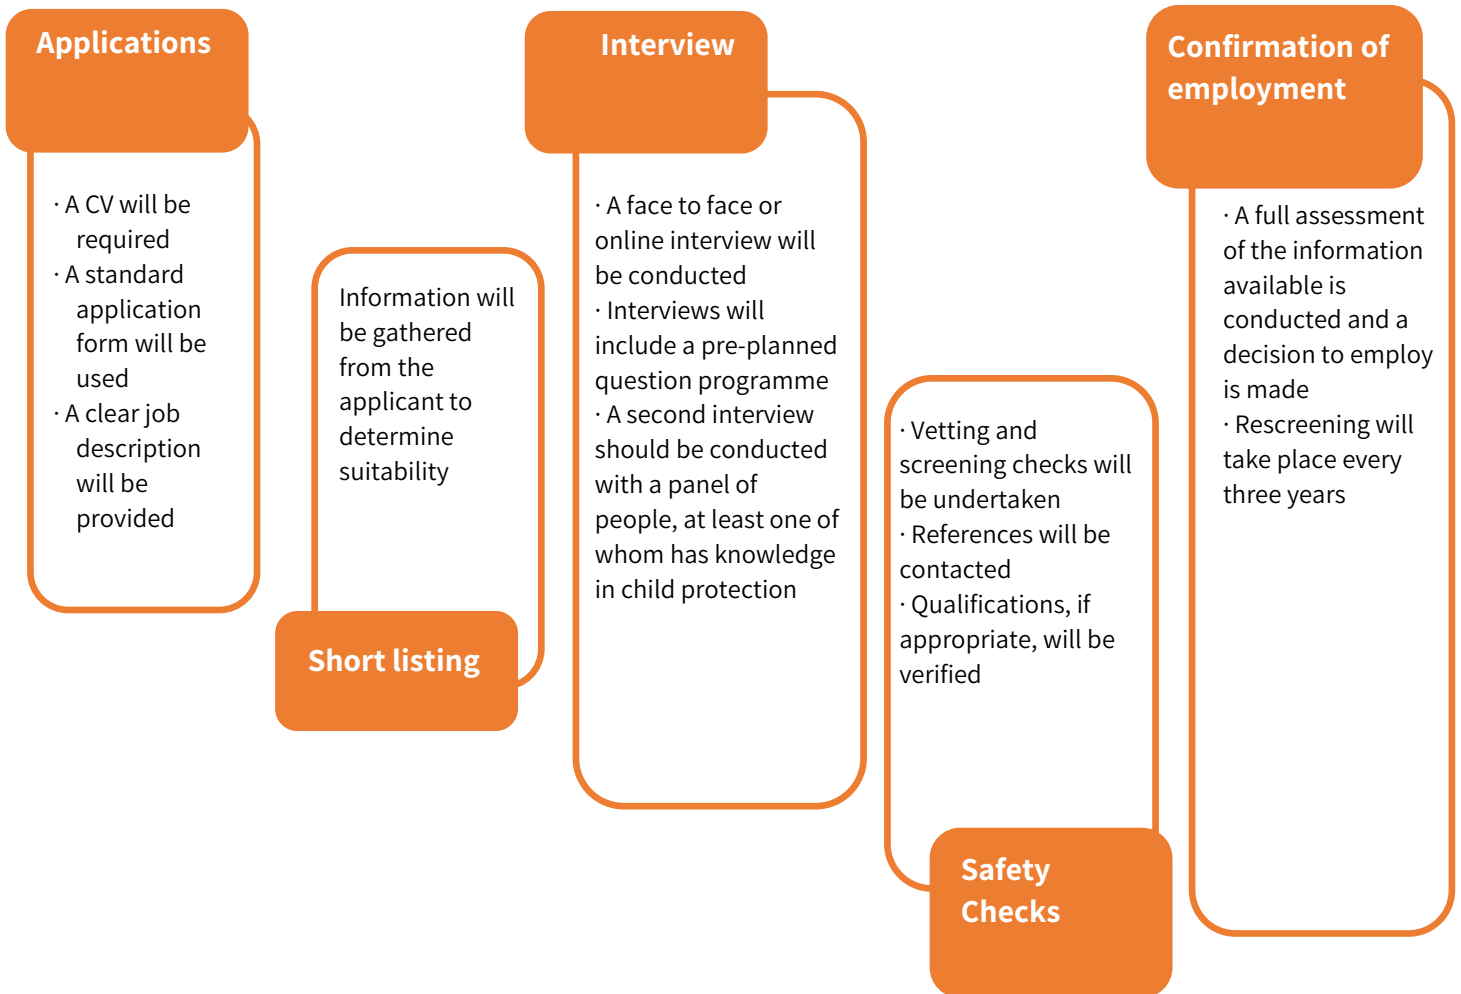 Applications
· A CV will be
required
· A standard
application
form will be
used
· A clear job
description
will be
provided
Information will
be gathered
from the
applicant to
determine
suitability
Short listing
Interview
· A face to face or
online interview will
be conducted
· Interviews will
include a pre-planned
question programme
· A second interview
should be conducted
with a panel of
people, at least one of
whom has knowledge
in child protection
· Vetting and
screening checks will
be undertaken
· References will be
contacted
· Qualifications, if
appropriate, will be
verified
Safety
Checks
Confirmation of
employment
· A full assessment
of the information
available is
conducted and a
decision to employ
is made
· Rescreening will
take place every
three years